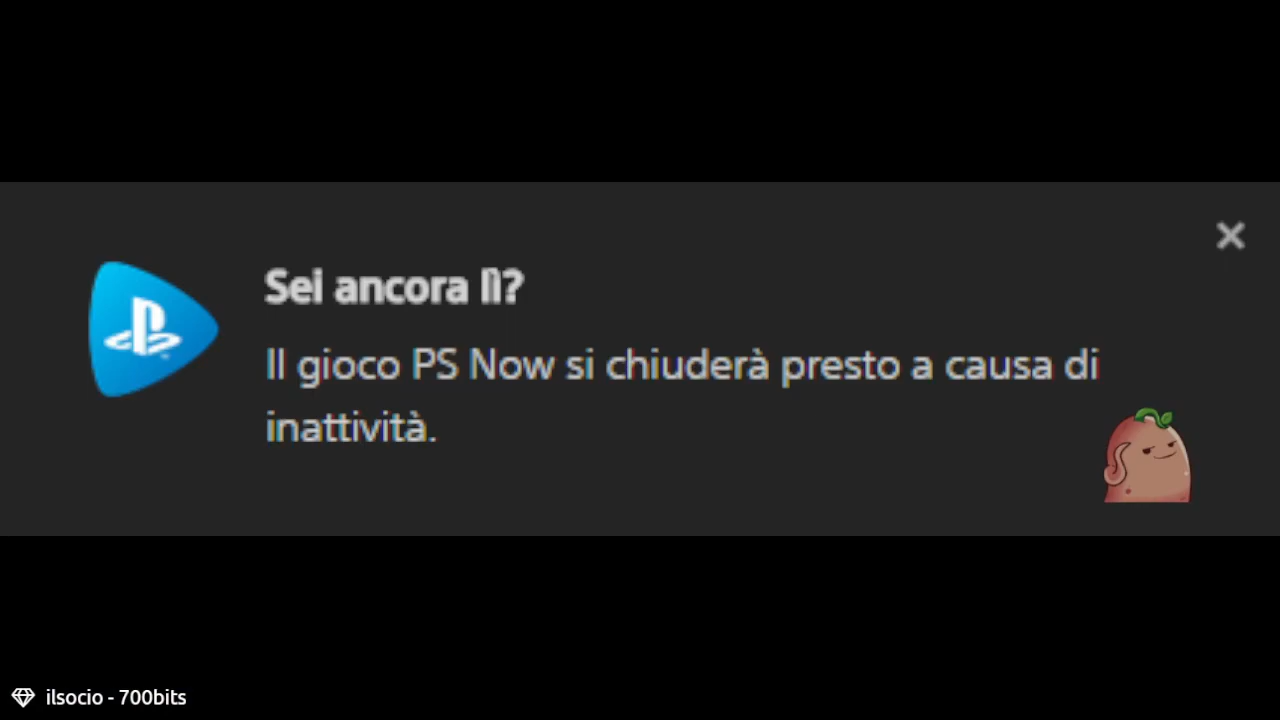 Sei ancora lì?
Il gioco PS Now si chiuderà presto a causa di
inattività.
ilsocio - 700bits